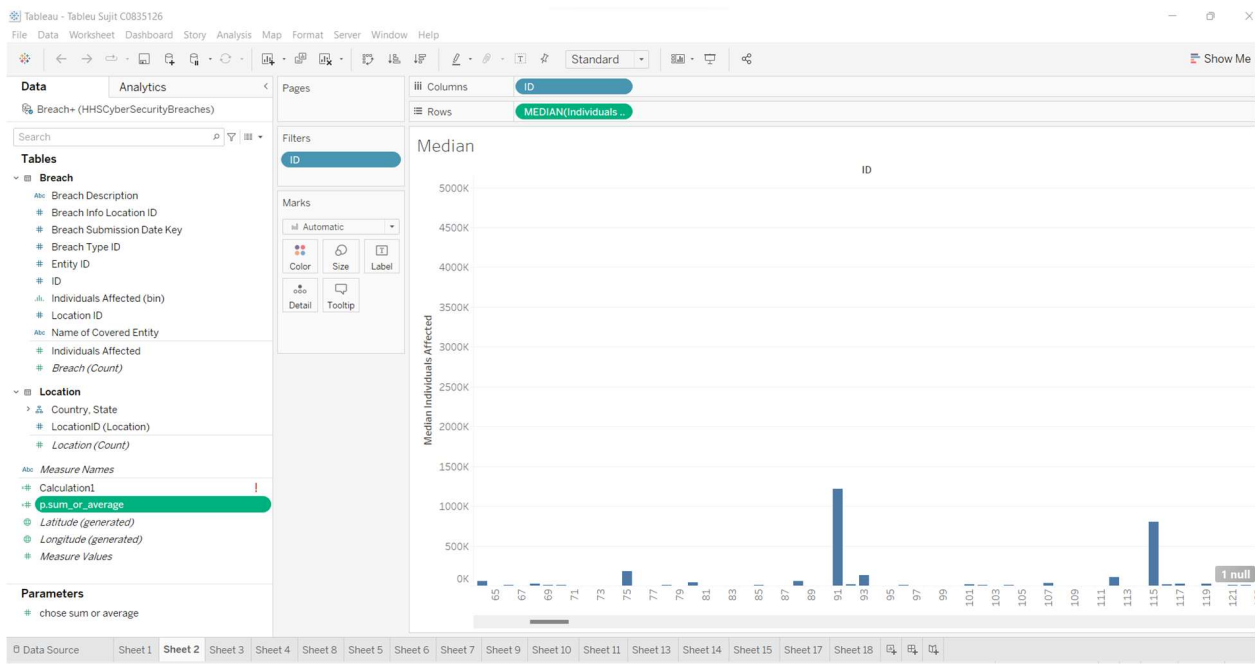 Tableau - Tableu Sujit C0835126
File Data Worksheet Dashboard Story Analysis Map Format Server Window Help
Standard
Show Me
Data Analytics
Pages
Columns ID
Breach+ (HHSCyberSecurityBreaches)
Rows MEDIAN(Individuals ..
Search
Filters
Median
Tables
ID
ID
Breach
Abc Breach Description
# Breach Info Location ID
# Breach Submission Date Key
# Breach Type ID
# Entity ID
# ID
Individuals Affected (bin)
# Location ID
Abc Name of Covered Entity
# Individuals Affected
# Breach (Count)
Location
Country, State
# LocationID (Location)
# Location (Count)
Abc Measure Names
# Calculation1 !
# p.sum_or_average
Latitude (generated)
Longitude (generated)
# Measure Values
Parameters
# chose sum or average
Marks
Automatic
Color Size Label
Detail Tooltip
Median Individuals Affected
5000K
4500K
4000K
3500K
3000K
2500K
2000K
1500K
1000K
500K
0K
1 null
65 67 69 71 73 75 77 79 81 83 85 87 89 91 93 95 97 99 101 103 105 107 109 111 113 115 117 119 121
Data Source Sheet 1 Sheet 2 Sheet 3 Sheet 4 Sheet 8 Sheet 5 Sheet 6 Sheet 7 Sheet 9 Sheet 10 Sheet 11 Sheet 13 Sheet 14 Sheet 15 Sheet 17 Sheet 18